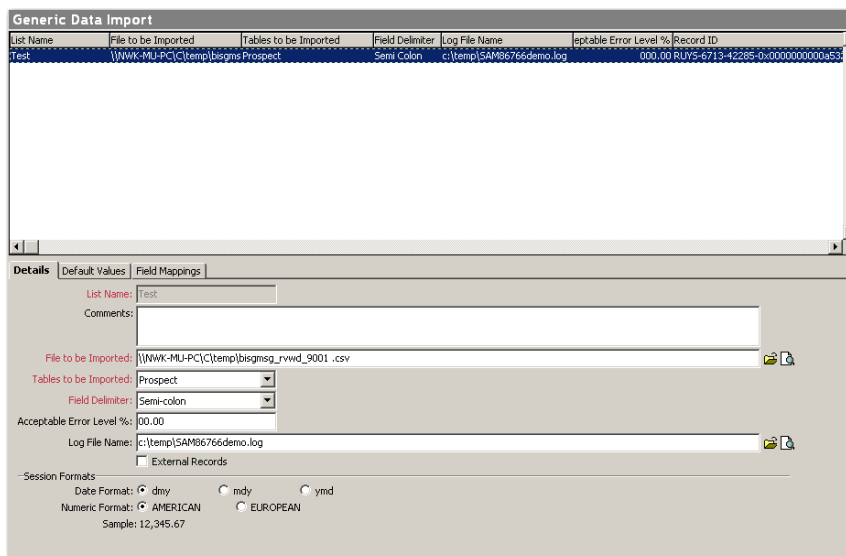 Generic Data Import
List Name File to be Imported Tables to be Imported Field Delimiter Log File Name eptable Error Level % Record ID
Test \\NWK-MU-PC\C\temp\bisgms Prospect Semi Colon c:\temp\SAM86766demo.log 000.00 RUYS-6713-42285-0x0000000000a53
Details Default Values Field Mappings
List Name: Test
Comments:
File to be Imported: \\NWK-MU-PC\C\temp\bisgmsg_rvwd_9001 .csv
Tables to be Imported: Prospect
Field Delimiter: Semi-colon
Acceptable Error Level %: 00.00
Log File Name: c:\temp\SAM86766demo.log
External Records
Session Formats
Date Format: dmy mdy ymd
Numeric Format: AMERICAN EUROPEAN
Sample: 12,345.67